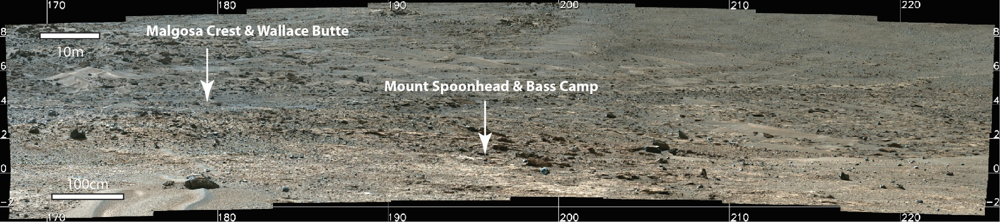 170 180 190 200 210 220
Malgosa Crest & Wallace Butte
8 8
10m
6 6
Mount Spoonhead & Bass Camp
4 4
2 2
0 0
100cm
-2 -2
170 180 190 200 210 220